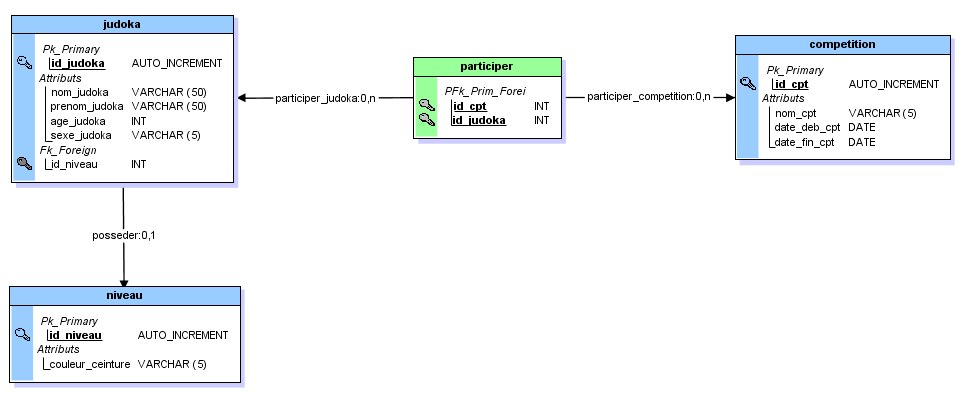 judoka
Pk_Primary
id_judoka AUTO_INCREMENT
Attributs
nom_judoka VARCHAR (50)
prenom_judoka VARCHAR (50)
age_judoka INT
sexe_judoka VARCHAR (5)
Fk_Foreign
id_niveau INT
participer_judoka:0,n
participer
PFk_Prim_Forei
id_cpt INT
id_judoka INT
participer_competition:0,n
competition
Pk_Primary
id_cpt AUTO_INCREMENT
Attributs
nom_cpt VARCHAR (5)
date_deb_cpt DATE
date_fin_cpt DATE
posseder:0,1
niveau
Pk_Primary
id_niveau AUTO_INCREMENT
Attributs
couleur_ceinture VARCHAR (5)